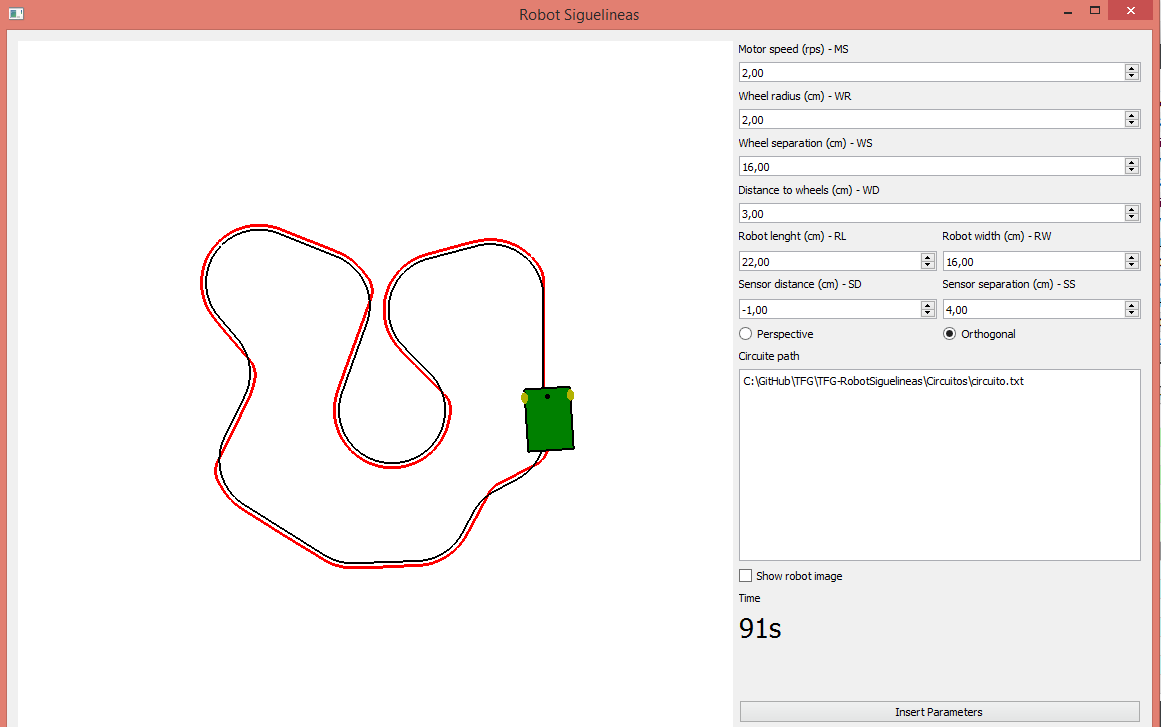 Robot Siguelineas
Motor speed (rps) - MS
2,00
Wheel radius (cm) - WR
2,00
Wheel separation (cm) - WS
16,00
Distance to wheels (cm) - WD
3,00
Robot lenght (cm) - RL Robot width (cm) - RW
22,00 16,00
Sensor distance (cm) - SD Sensor separation (cm) - SS
-1,00 4,00
Perspective Orthogonal
Circuite path
C:\GitHub\TFG\TFG-RobotSiguelineas\Circuitos\circuito.txt
Show robot image
Time
91s
Insert Parameters